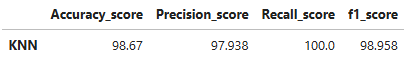 Accuracy_score Precision_score Recall_score f1_score
KNN 98.67 97.938 100.0 98.958